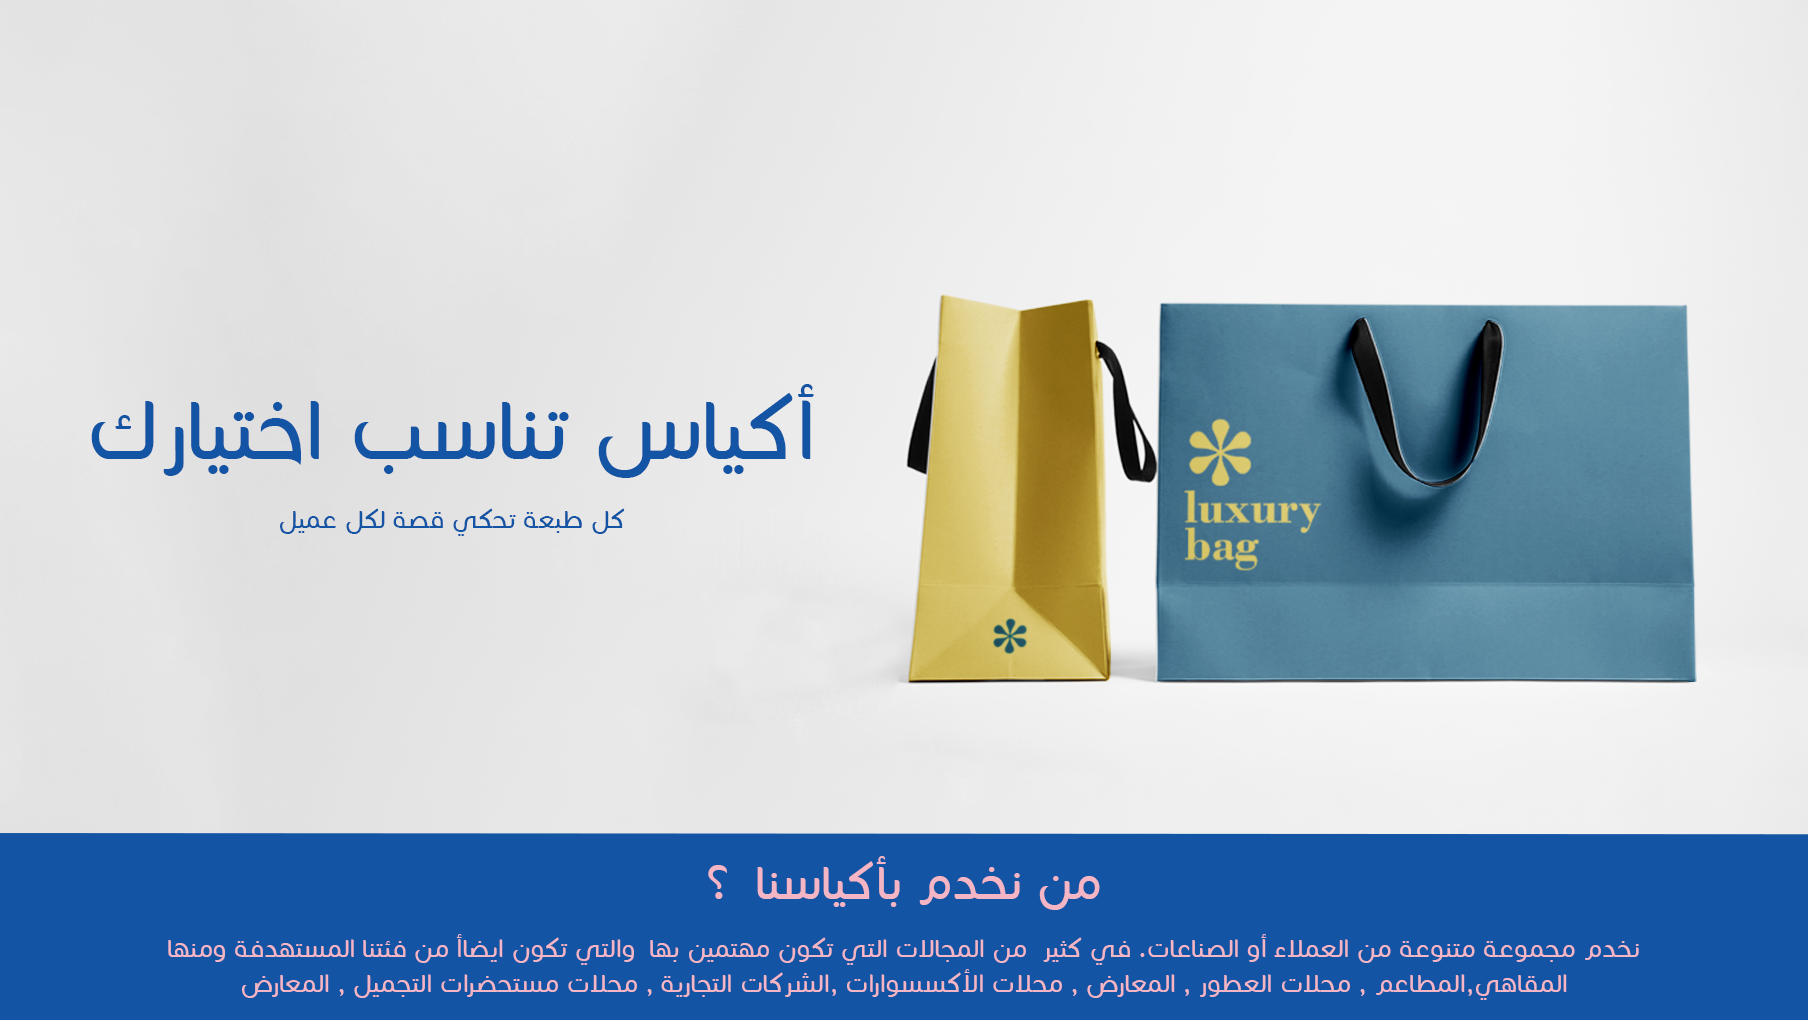 أكياس تناسب اختيارك
كل طبعة تحكي قصة لكل عميل
luxury
bag
من نخدم بأكياسنا ؟
نخدم مجموعة متنوعة من العملاء أو الصناعات. في كثير من المجالات التي تكون مهتمين بها والتي تكون ايضاأ من فئتنا المستهدفة ومنها
المقاهي,المطاعم , محلات العطور , المعارض , محلات الأكسسوارات ,الشركات التجارية , محلات مستحضرات التجميل , المعارض